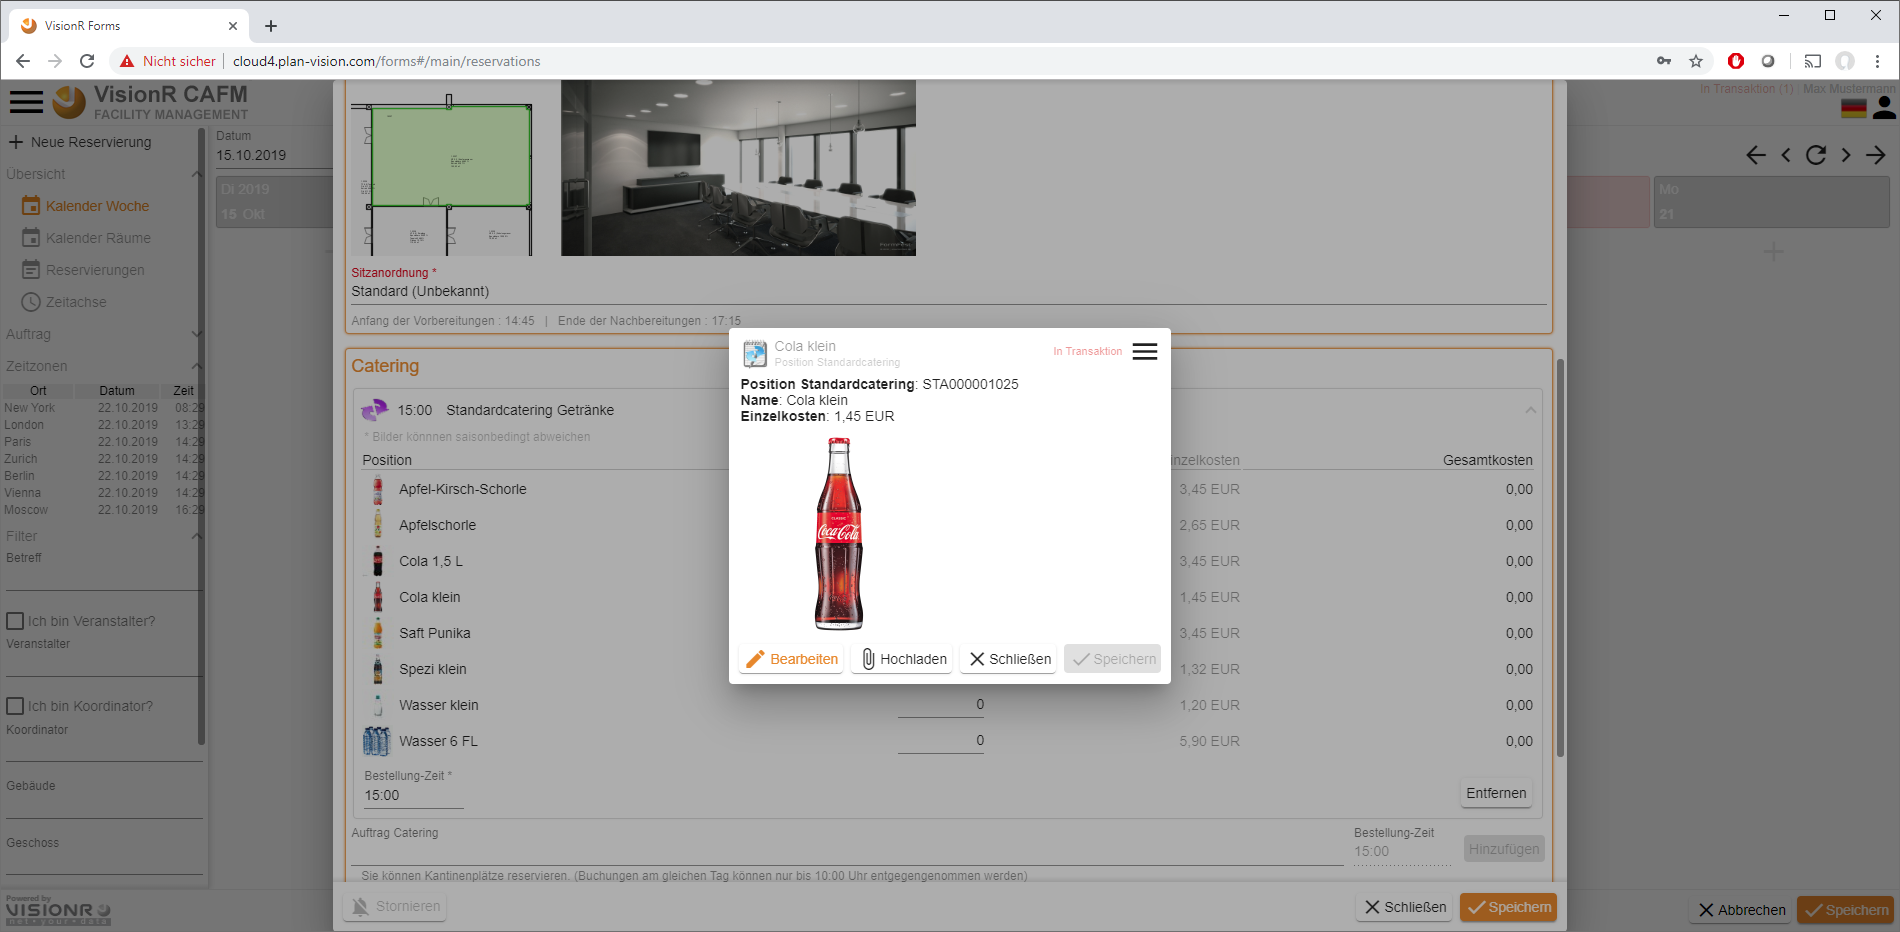 VisionR Forms
Nicht sicher
cloud4.plan-vision.com/forms#/main/reservations
VisionR CAFM
FACILITY MANAGEMENT
In Transaktion (1) | Max Mustermann
Neue Reservierung
Übersicht
Kalender Woche
Kalender Räume
Reservierungen
Zeitachse
Auftrag
Zeitzonen
Ort Datum Zeit
New York 22.10.2019 08:29
London 22.10.2019 13:29
Paris 22.10.2019 14:29
Zurich 22.10.2019 14:29
Berlin 22.10.2019 14:29
Vienna 22.10.2019 14:29
Moscow 22.10.2019 16:29
Filter
Betreff
Ich bin Veranstalter?
Veranstalter
Ich bin Koordinator?
Koordinator
Gebäude
Geschoss
Powered by
VISIONR
net • your • data
Datum
15.10.2019
Di 2019
15 Okt
Mo
21
Sitzanordnung *
Standard (Unbekannt)
Anfang der Vorbereitungen : 14:45 | Ende der Nachbereitungen : 17:15
Catering
15:00 Standardcatering Getränke
* Bilder könnnen saisonbedingt abweichen
Position inzelkosten Gesamtkosten
Apfel-Kirsch-Schorle 3,45 EUR 0,00
Apfelschorle 2,65 EUR 0,00
Cola 1,5 L 3,45 EUR 0,00
Cola klein 1,45 EUR 0,00
Saft Punika 3,45 EUR 0,00
Spezi klein 1,32 EUR 0,00
Wasser klein 0 1,20 EUR 0,00
Wasser 6 FL 0 5,90 EUR 0,00
Bestellung-Zeit *
15:00
Entfernen
Auftrag Catering
Bestellung-Zeit
15:00
Hinzufügen
Sie können Kantinenplätze reservieren. (Buchungen am gleichen Tag können nur bis 10:00 Uhr entgegengenommen werden)
Stornieren
Schließen
Speichern
Abbrechen
Speichern
Cola klein
Position Standardcatering
In Transaktion
Position Standardcatering: STA000001025
Name: Cola klein
Einzelkosten: 1,45 EUR
CLASSIC
Coca-Cola
Bearbeiten
Hochladen
Schließen
Speichern